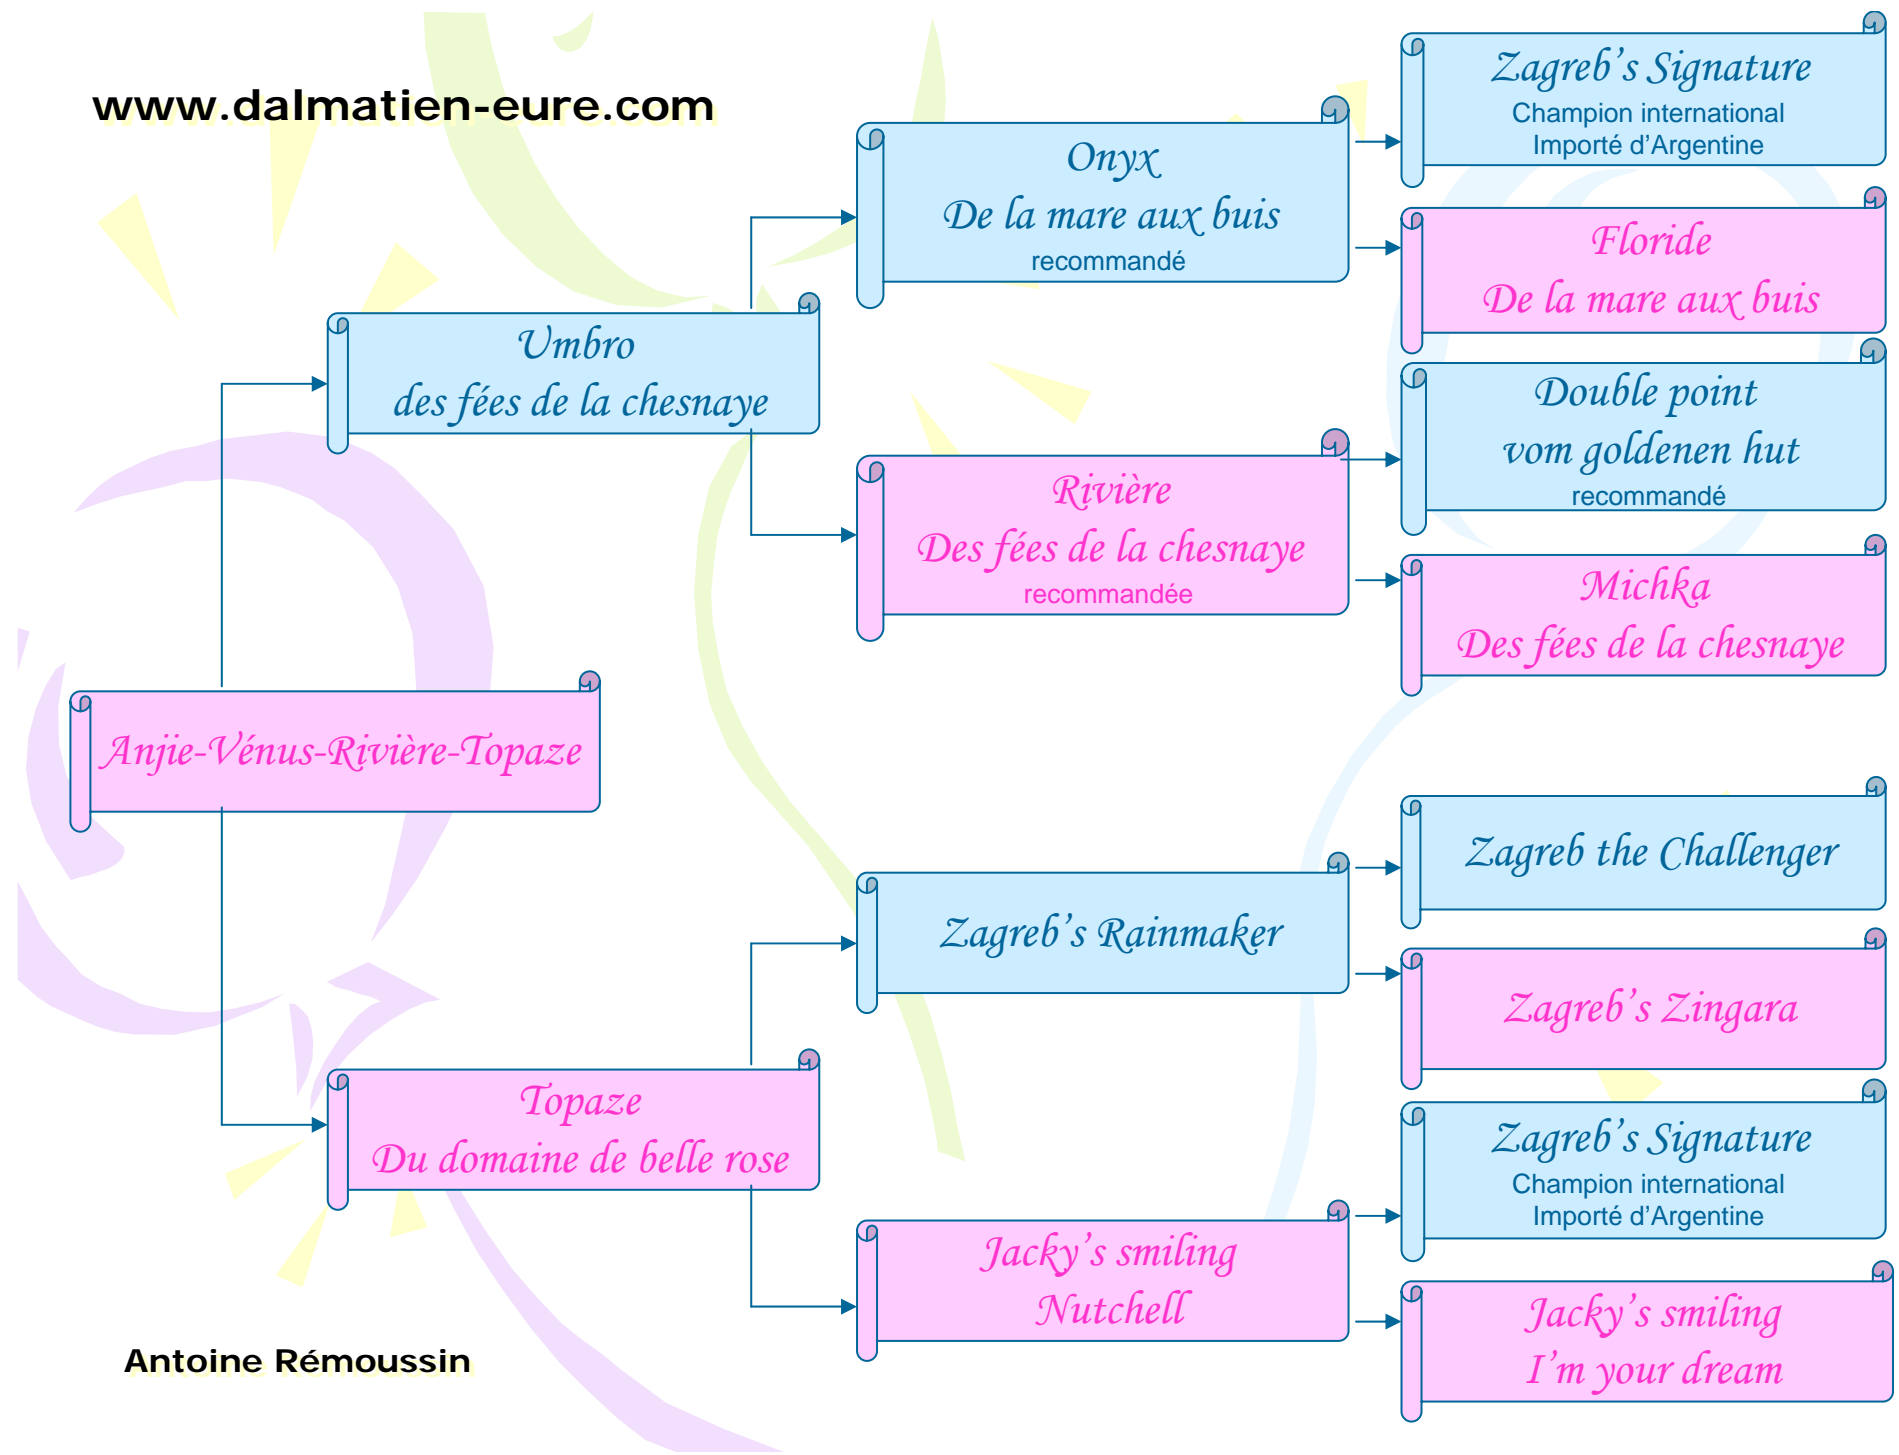 www.dalmatien-eure.com
Zagreb’s Signature
Champion international
Importé d’Argentine
Onyx
De la mare aux buis
recommandé
Floride
De la mare aux buis
Umbro
des fées de la chesnaye
Double point
vom goldenen hut
recommandé
Rivière
Des fées de la chesnaye
recommandée
Michka
Des fées de la chesnaye
Anjie-Vénus-Rivière-Topaze
Zagreb the Challenger
Zagreb’s Rainmaker
Zagreb’s Zingara
Topaze
Du domaine de belle rose
Zagreb’s Signature
Champion international
Importé d’Argentine
Jacky’s smiling
Nutchell
Jacky’s smiling
I’m your dream
Antoine Rémoussin